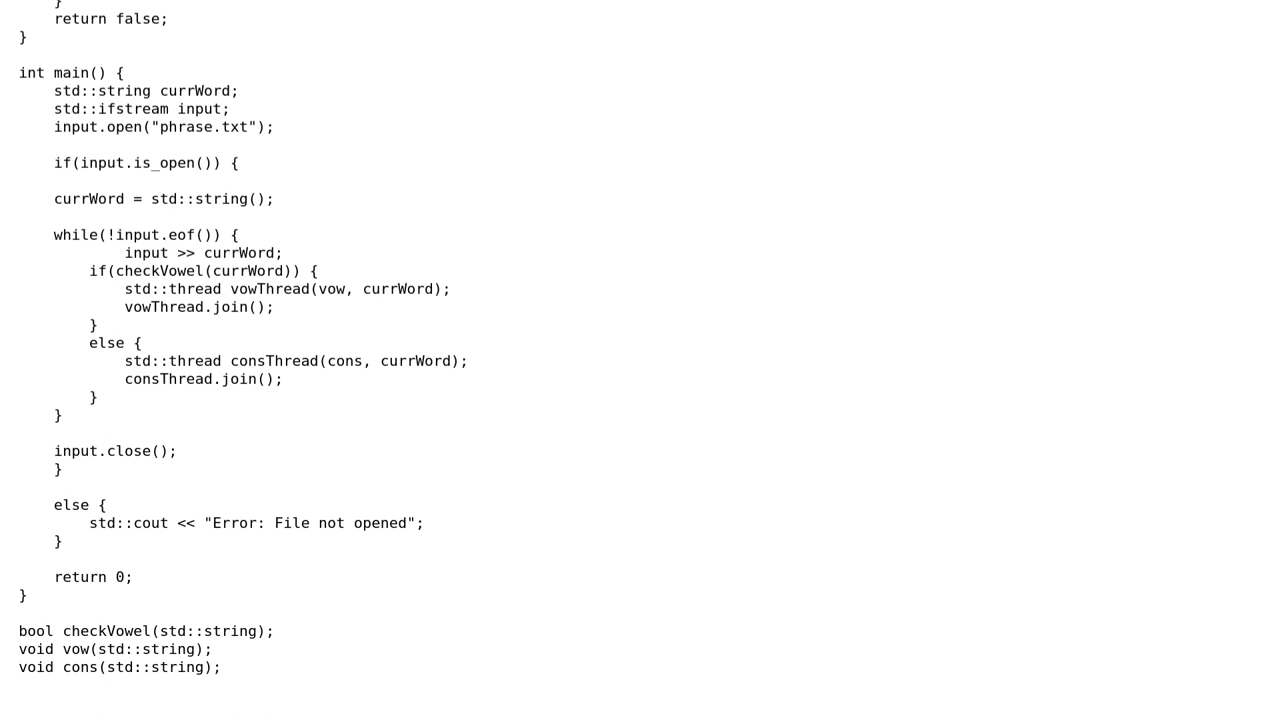 }
    return false;
}

int main() {
    std::string currWord;
    std::ifstream input;
    input.open("phrase.txt");

    if(input.is_open()) {

    currWord = std::string();

    while(!input.eof()) {
            input >> currWord;
        if(checkVowel(currWord)) {
            std::thread vowThread(vow, currWord);
            vowThread.join();
        }
        else {
            std::thread consThread(cons, currWord);
            consThread.join();
        }
    }

    input.close();
    }

    else {
        std::cout << "Error: File not opened";
    }

    return 0;
}

bool checkVowel(std::string);
void vow(std::string);
void cons(std::string);